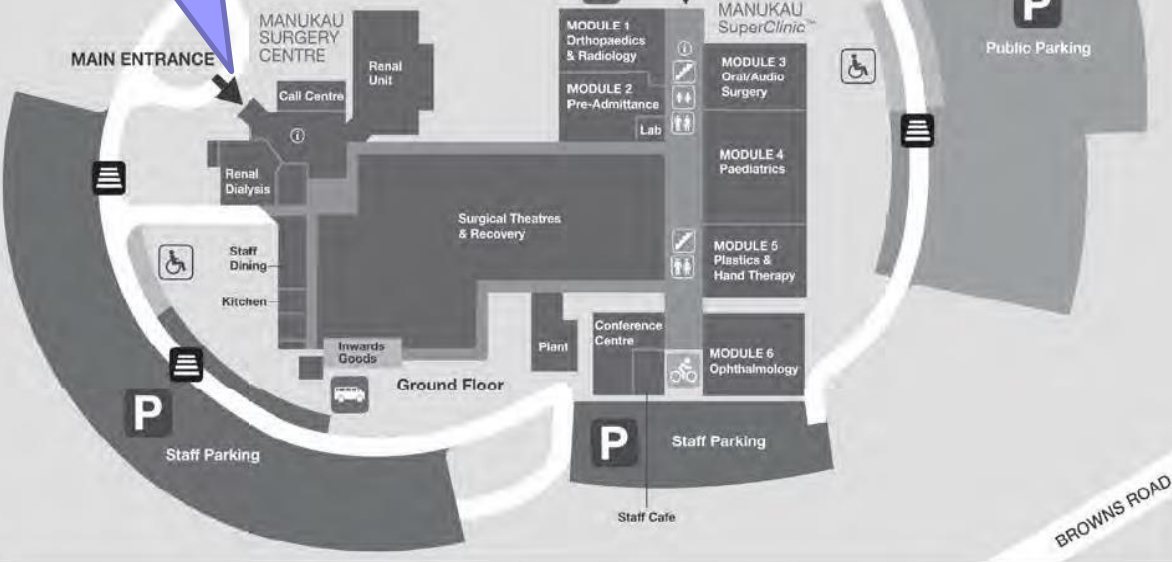 MANUKAU
SURGERY
CENTRE
MAIN ENTRANCE
Call Centre
Renal
Unit
i
Renal
Dialysis
Staff
Dining
Kitchen
Inwards
Goods
Surgical Theatres
& Recovery
Ground Floor
Plant
P
Staff Parking
MODULE 1
Orthopaedics
& Radiology
MODULE 2
Pre-Admittance
Lab
i
MANUKAU
SuperClinic™
MODULE 3
Oral/Audio
Surgery
MODULE 4
Paediatrics
MODULE 5
Plastics &
Hand Therapy
Conference
Centre
MODULE 6
Ophthalmology
P
Staff Parking
Staff Cafe
P
Public Parking
BROWNS ROAD